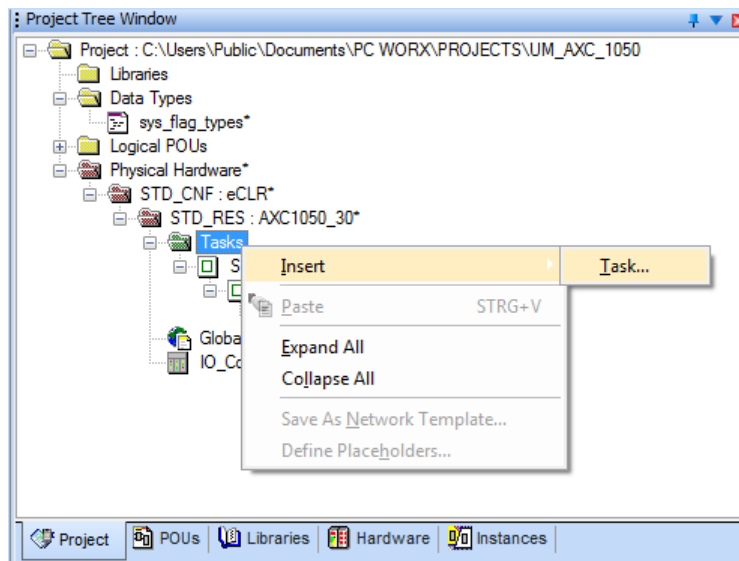 Project Tree Window
Project : C:\Users\Public\Documents\PC WORX\PROJECTS\UM_AXC_1050
Libraries
Data Types
sys_flag_types*
Logical POUs
Physical Hardware*
STD_CNF : eCLR*
STD_RES : AXC1050_30*
Tasks
Insert
Task...
S
Paste STRG+V
Expand All
Globa
Collapse All
IO_Co
Save As Network Template...
Define Placeholders...
Project POUs Libraries Hardware Instances